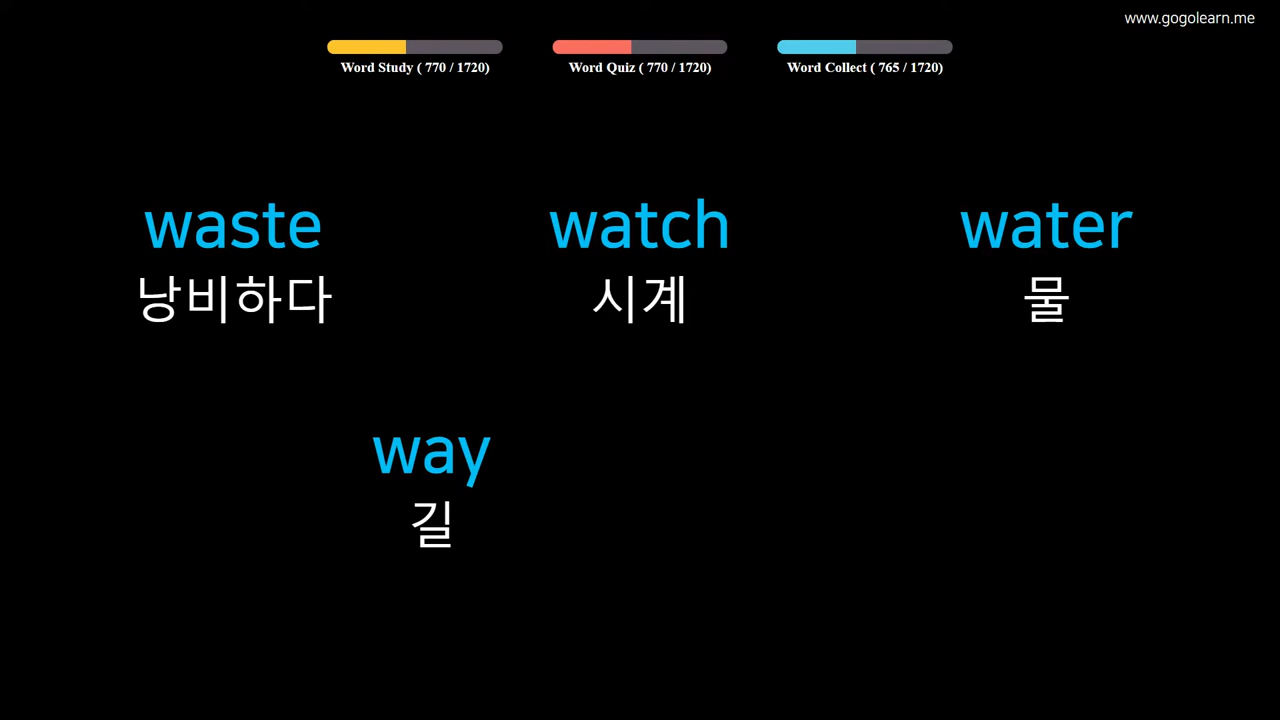 www.gogolearn.me
Word Study ( 770 / 1720)
Word Quiz ( 770 / 1720)
Word Collect ( 765 / 1720)
waste
낭비하다
watch
시계
water
물
way
길